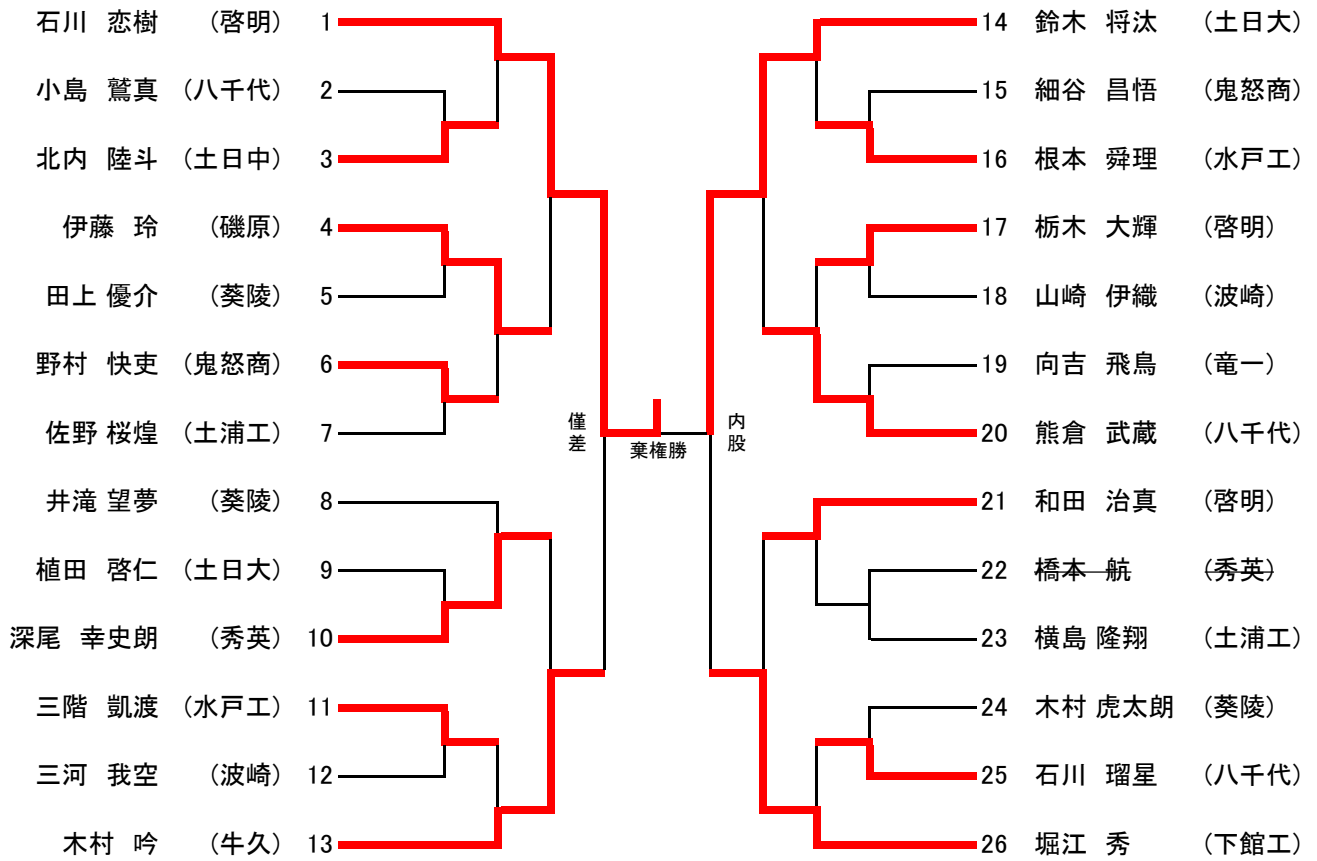 石川 恋樹 (啓明) 1
小島 鷲真 (八千代) 2
北内 陸斗 (土日中) 3
伊藤 玲 (磯原) 4
田上 優介 (葵陵) 5
野村 快吏 (鬼怒商) 6
佐野 桜煌 (土浦工) 7
井滝 望夢 (葵陵) 8
植田 啓仁 (土日大) 9
深尾 幸史朗 (秀英) 10
三階 凱渡 (水戸工) 11
三河 我空 (波崎) 12
木村 吟 (牛久) 13
僅差
棄権勝
内股
14 鈴木 将汰 (土日大)
15 細谷 昌悟 (鬼怒商)
16 根本 舜理 (水戸工)
17 栃木 大輝 (啓明)
18 山崎 伊織 (波崎)
19 向吉 飛鳥 (竜一)
20 熊倉 武蔵 (八千代)
21 和田 治真 (啓明)
22 橋本 航 (秀英)
23 横島 隆翔 (土浦工)
24 木村 虎太朗 (葵陵)
25 石川 瑠星 (八千代)
26 堀江 秀 (下館工)